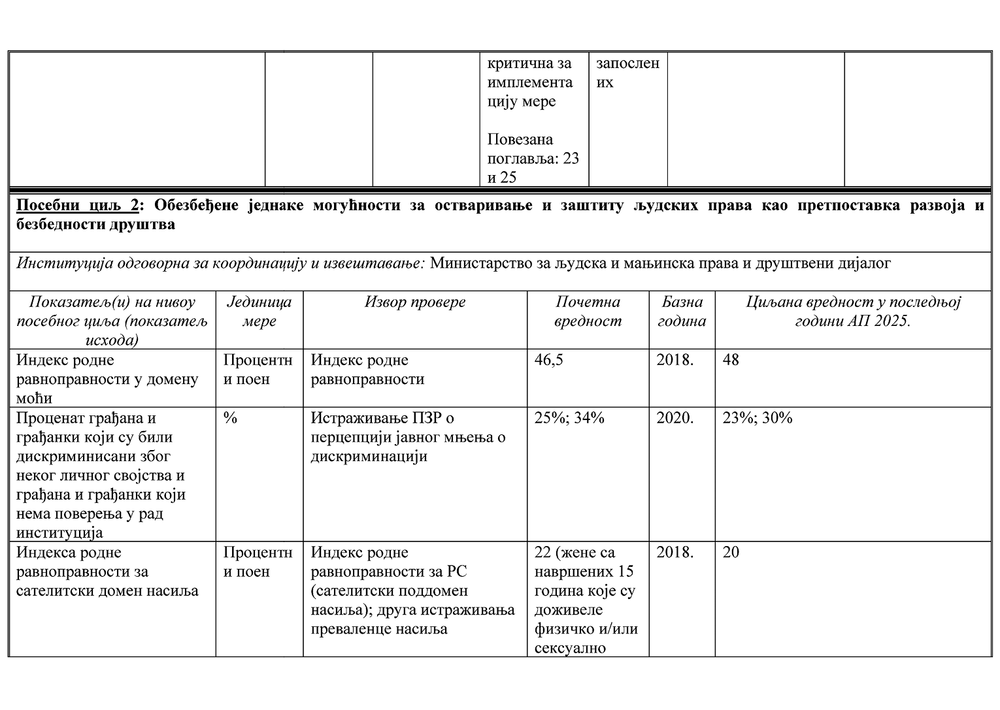 критична за
имплемента
цију мере
Повезана
поглавља: 23
и 25
запослен
их
Посебни циљ 2: Обезбеђене једнаке могућности за остваривање и заштиту људских права као претпоставка развоја и
безбедности друштва
Институција одговорна за координацију и извештавање: Министарство за људска и мањинска права и друштвени дијалог
Показатељ(и) на нивоу
посебног циља (показатељ
исхода)
Јединица
мере
Извор провере
Почетна
вредност
Базна
година
Циљана вредност у последњој
години АП 2025.
Индекс родне
равноправности у домену
моћи
Процентн
и поен
Индекс родне
равноправности
46,5
2018.
48
Проценат грађана и
грађанки који су били
дискриминисани због
неког личног својства и
грађана и грађанки који
нема поверења у рад
институција
%
Истраживање ПЗР о
перцепцији јавног мњења о
дискриминацији
25%; 34%
2020.
23%; 30%
Индекса родне
равноправности за
сателитски домен насиља
Процентн
и поен
Индекс родне
равноправности за РС
(сателитски поддомен
насиља); друга истраживања
преваленце насиља
22 (жене са
навршених 15
година које су
доживеле
физичко и/или
сексуално
2018.
20